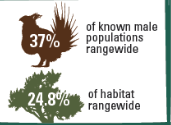 37%
of known male
populations
rangewide
24.8%
of habitat
rangewide